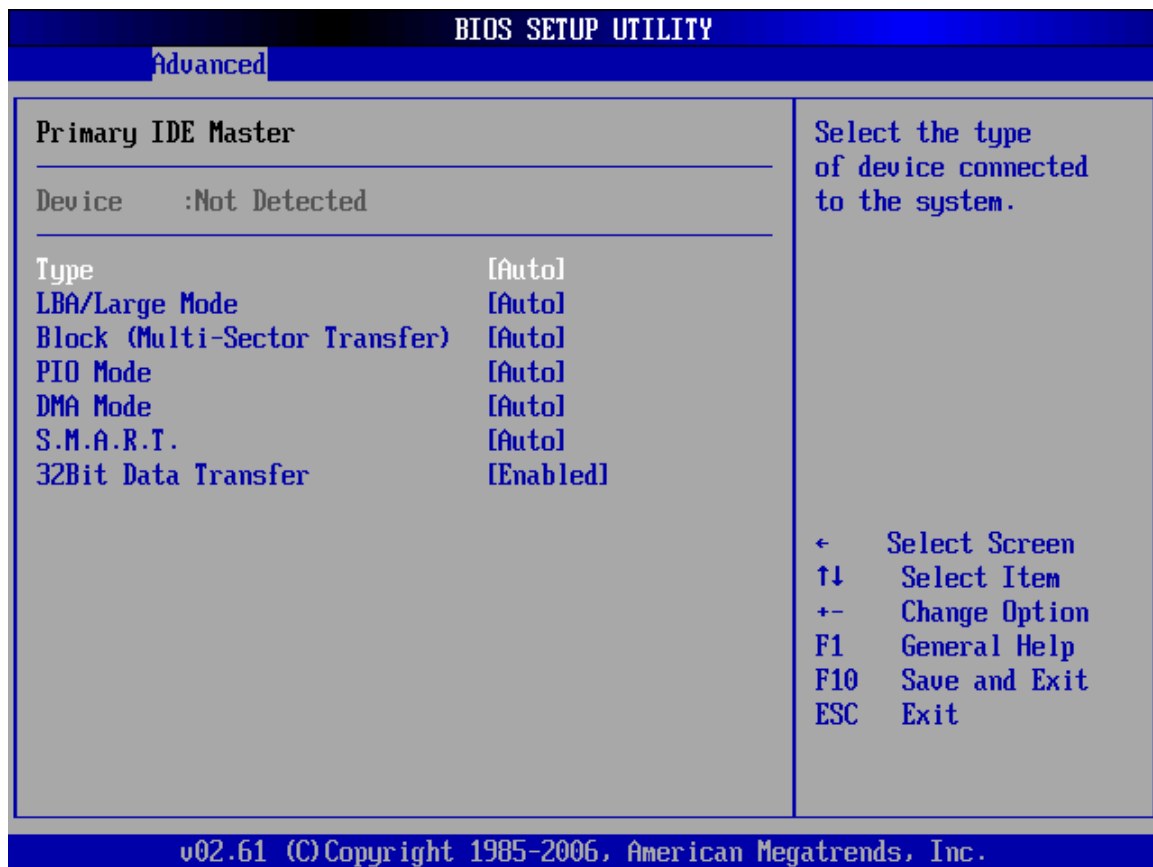 BIOS SETUP UTILITY
Advanced
Primary IDE Master
Device :Not Detected
Type [Auto]
LBA/Large Mode [Auto]
Block (Multi-Sector Transfer) [Auto]
PIO Mode [Auto]
DMA Mode [Auto]
S.M.A.R.T. [Auto]
32Bit Data Transfer [Enabled]
Select the type
of device connected
to the system.
← Select Screen
↑↓ Select Item
+- Change Option
F1 General Help
F10 Save and Exit
ESC Exit
v02.61 (C)Copyright 1985-2006, American Megatrends, Inc.